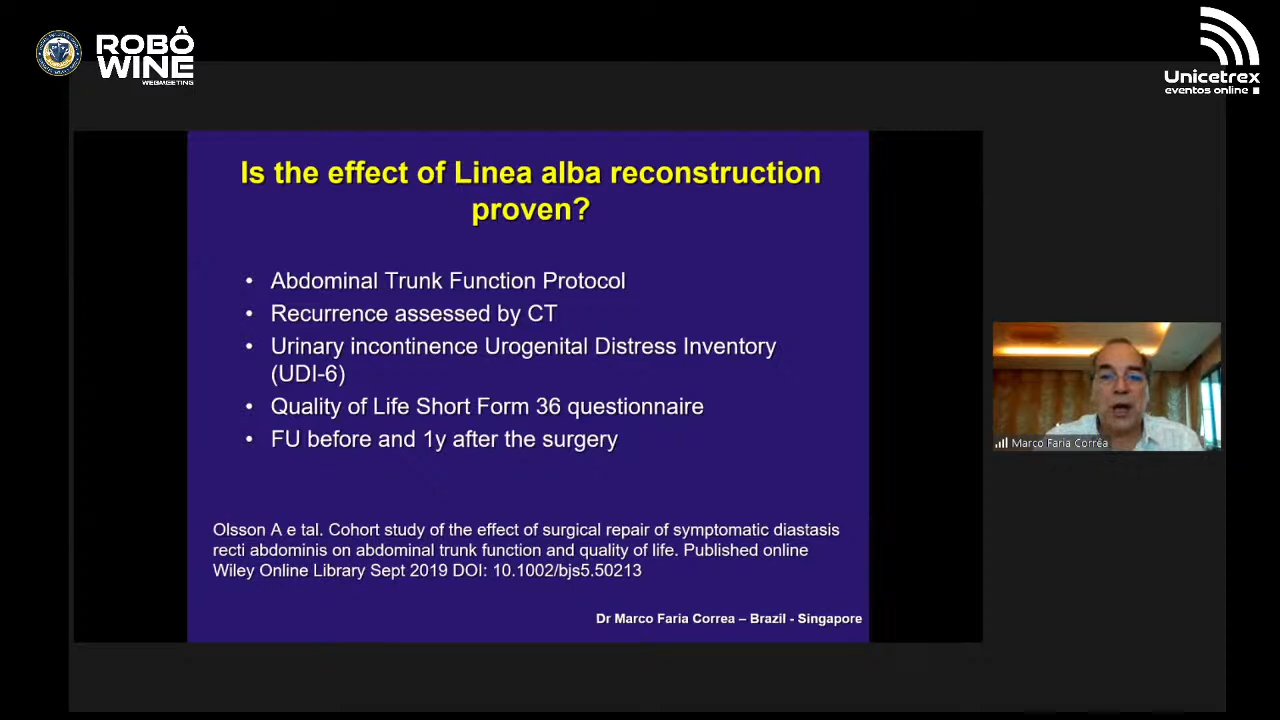 ROBÔ
WINE
WEBMEETING
Unicetrex
eventos online
Is the effect of Linea alba reconstruction
proven?
• Abdominal Trunk Function Protocol
• Recurrence assessed by CT
• Urinary incontinence Urogenital Distress Inventory
(UDI-6)
• Quality of Life Short Form 36 questionnaire
• FU before and 1y after the surgery
Olsson A e tal. Cohort study of the effect of surgical repair of symptomatic diastasis
recti abdominis on abdominal trunk function and quality of life. Published online
Wiley Online Library Sept 2019 DOI: 10.1002/bjs5.50213
Dr Marco Faria Correa – Brazil - Singapore
Marco Faria Corrêa